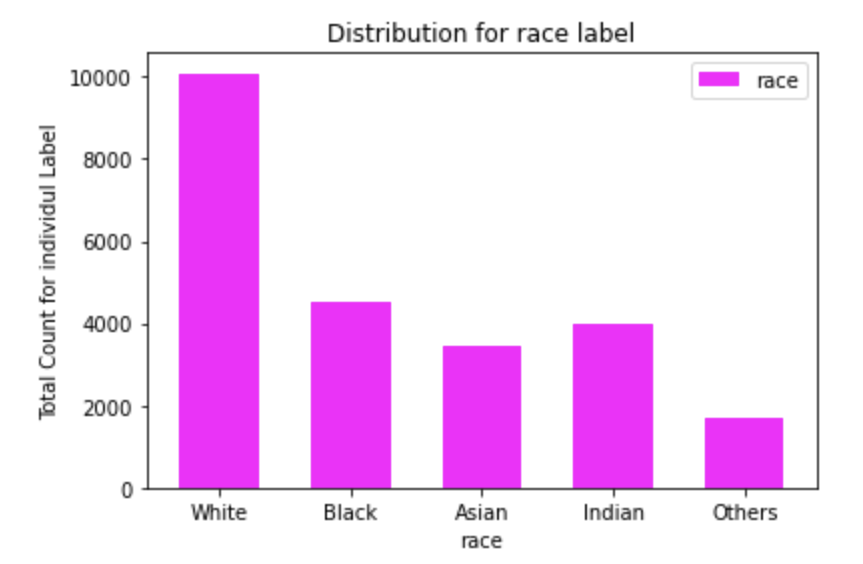 Distribution for race label
race
Total Count for individul Label
10000
8000
6000
4000
2000
0
White Black Asian Indian Others
race